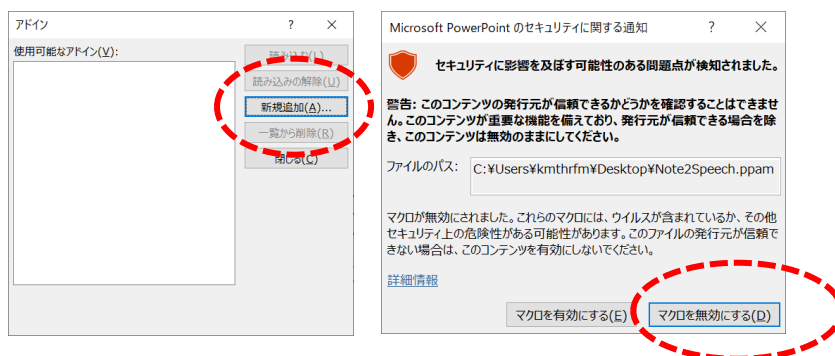 アドイン ? ×
使用可能なアドイン(V):
読み込む(L)
読み込みの解除(U)
新規追加(A)...
一覧から削除(R)
閉じる(C)
Microsoft PowerPoint のセキュリティに関する通知 ? ×
セキュリティに影響を及ぼす可能性のある問題点が検知されました。
警告: このコンテンツの発行元が信頼できるかどうかを確認することはできませ
ん。このコンテンツが重要な機能を備えており、発行元が信頼できる場合を除
き、このコンテンツは無効のままにしてください。
ファイルのパス: C:¥Users¥kmthrfm¥Desktop¥Note2Speech.ppam
マクロが無効にされました。これらのマクロには、ウイルスが含まれているか、その他
セキュリティ上の危険性がある可能性があります。このファイルの発行元が信頼で
きない場合は、このコンテンツを有効にしないでください。
詳細情報
マクロを有効にする(E)
マクロを無効にする(D)